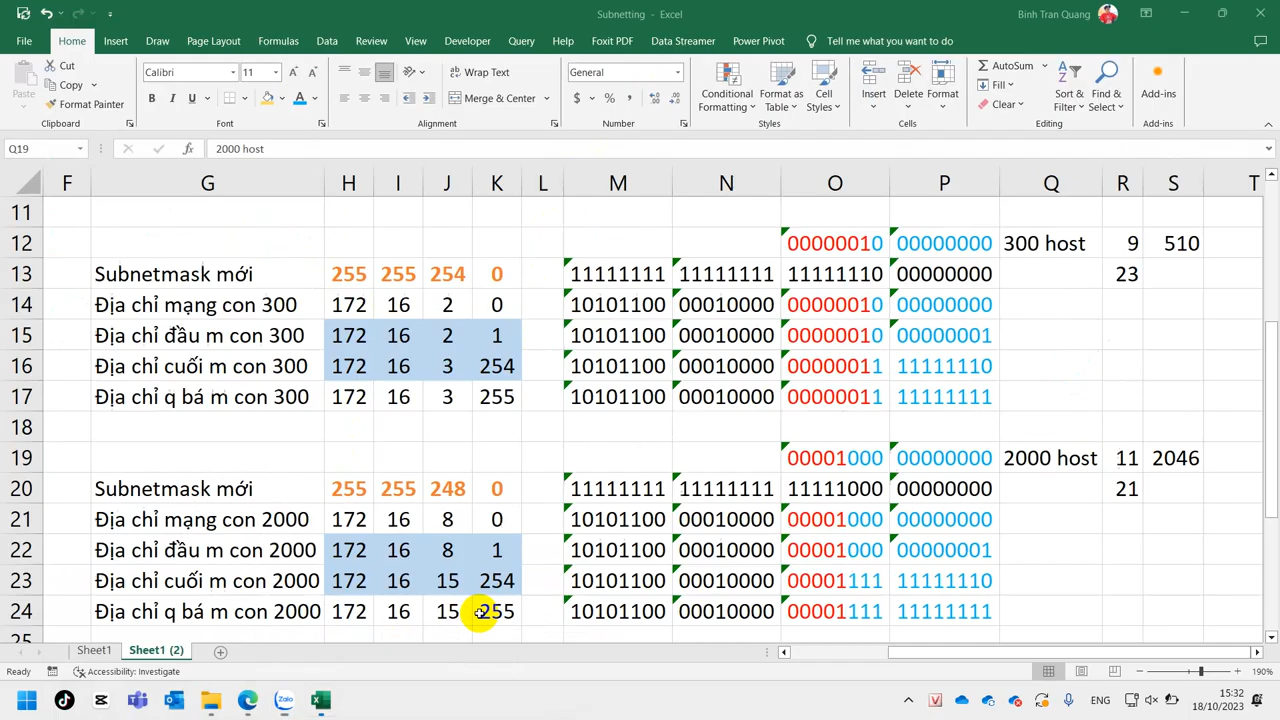 Subnetting - Excel
Binh Tran Quang
File Home Insert Draw Page Layout Formulas Data Review View Developer Query Help Foxit PDF Data Streamer Power Pivot Tell me what you want to do
Paste Cut Copy Format Painter
Calibri 11
B I U
Wrap Text
Merge & Center
General
$ % ,
Conditional Formatting Format as Table Cell Styles
Insert Delete Format
AutoSum Fill Clear Sort & Filter Find & Select
Add-ins
Clipboard Font Alignment Number Styles Cells Editing Add-ins
Q19 fx 2000 host
F G H I J K L M N O P Q R S T
11
12 00000010 00000000 300 host 9 510
13 Subnetmask mới 255 255 254 0 11111111 11111111 11111110 00000000 23
14 Địa chỉ mạng con 300 172 16 2 0 10101100 00010000 00000010 00000000
15 Địa chỉ đầu m con 300 172 16 2 1 10101100 00010000 00000010 00000001
16 Địa chỉ cuối m con 300 172 16 3 254 10101100 00010000 00000011 11111110
17 Địa chỉ q bá m con 300 172 16 3 255 10101100 00010000 00000011 11111111
18
19 00001000 00000000 2000 host 11 2046
20 Subnetmask mới 255 255 248 0 11111111 11111111 11111000 00000000 21
21 Địa chỉ mạng con 2000 172 16 8 0 10101100 00010000 00001000 00000000
22 Địa chỉ đầu m con 2000 172 16 8 1 10101100 00010000 00001000 00000001
23 Địa chỉ cuối m con 2000 172 16 15 254 10101100 00010000 00001111 11111110
24 Địa chỉ q bá m con 2000 172 16 15 255 10101100 00010000 00001111 11111111
25
Sheet1 Sheet1 (2)
Ready Accessibility: Investigate 190%
Zalo ENG 15:32
18/10/2023